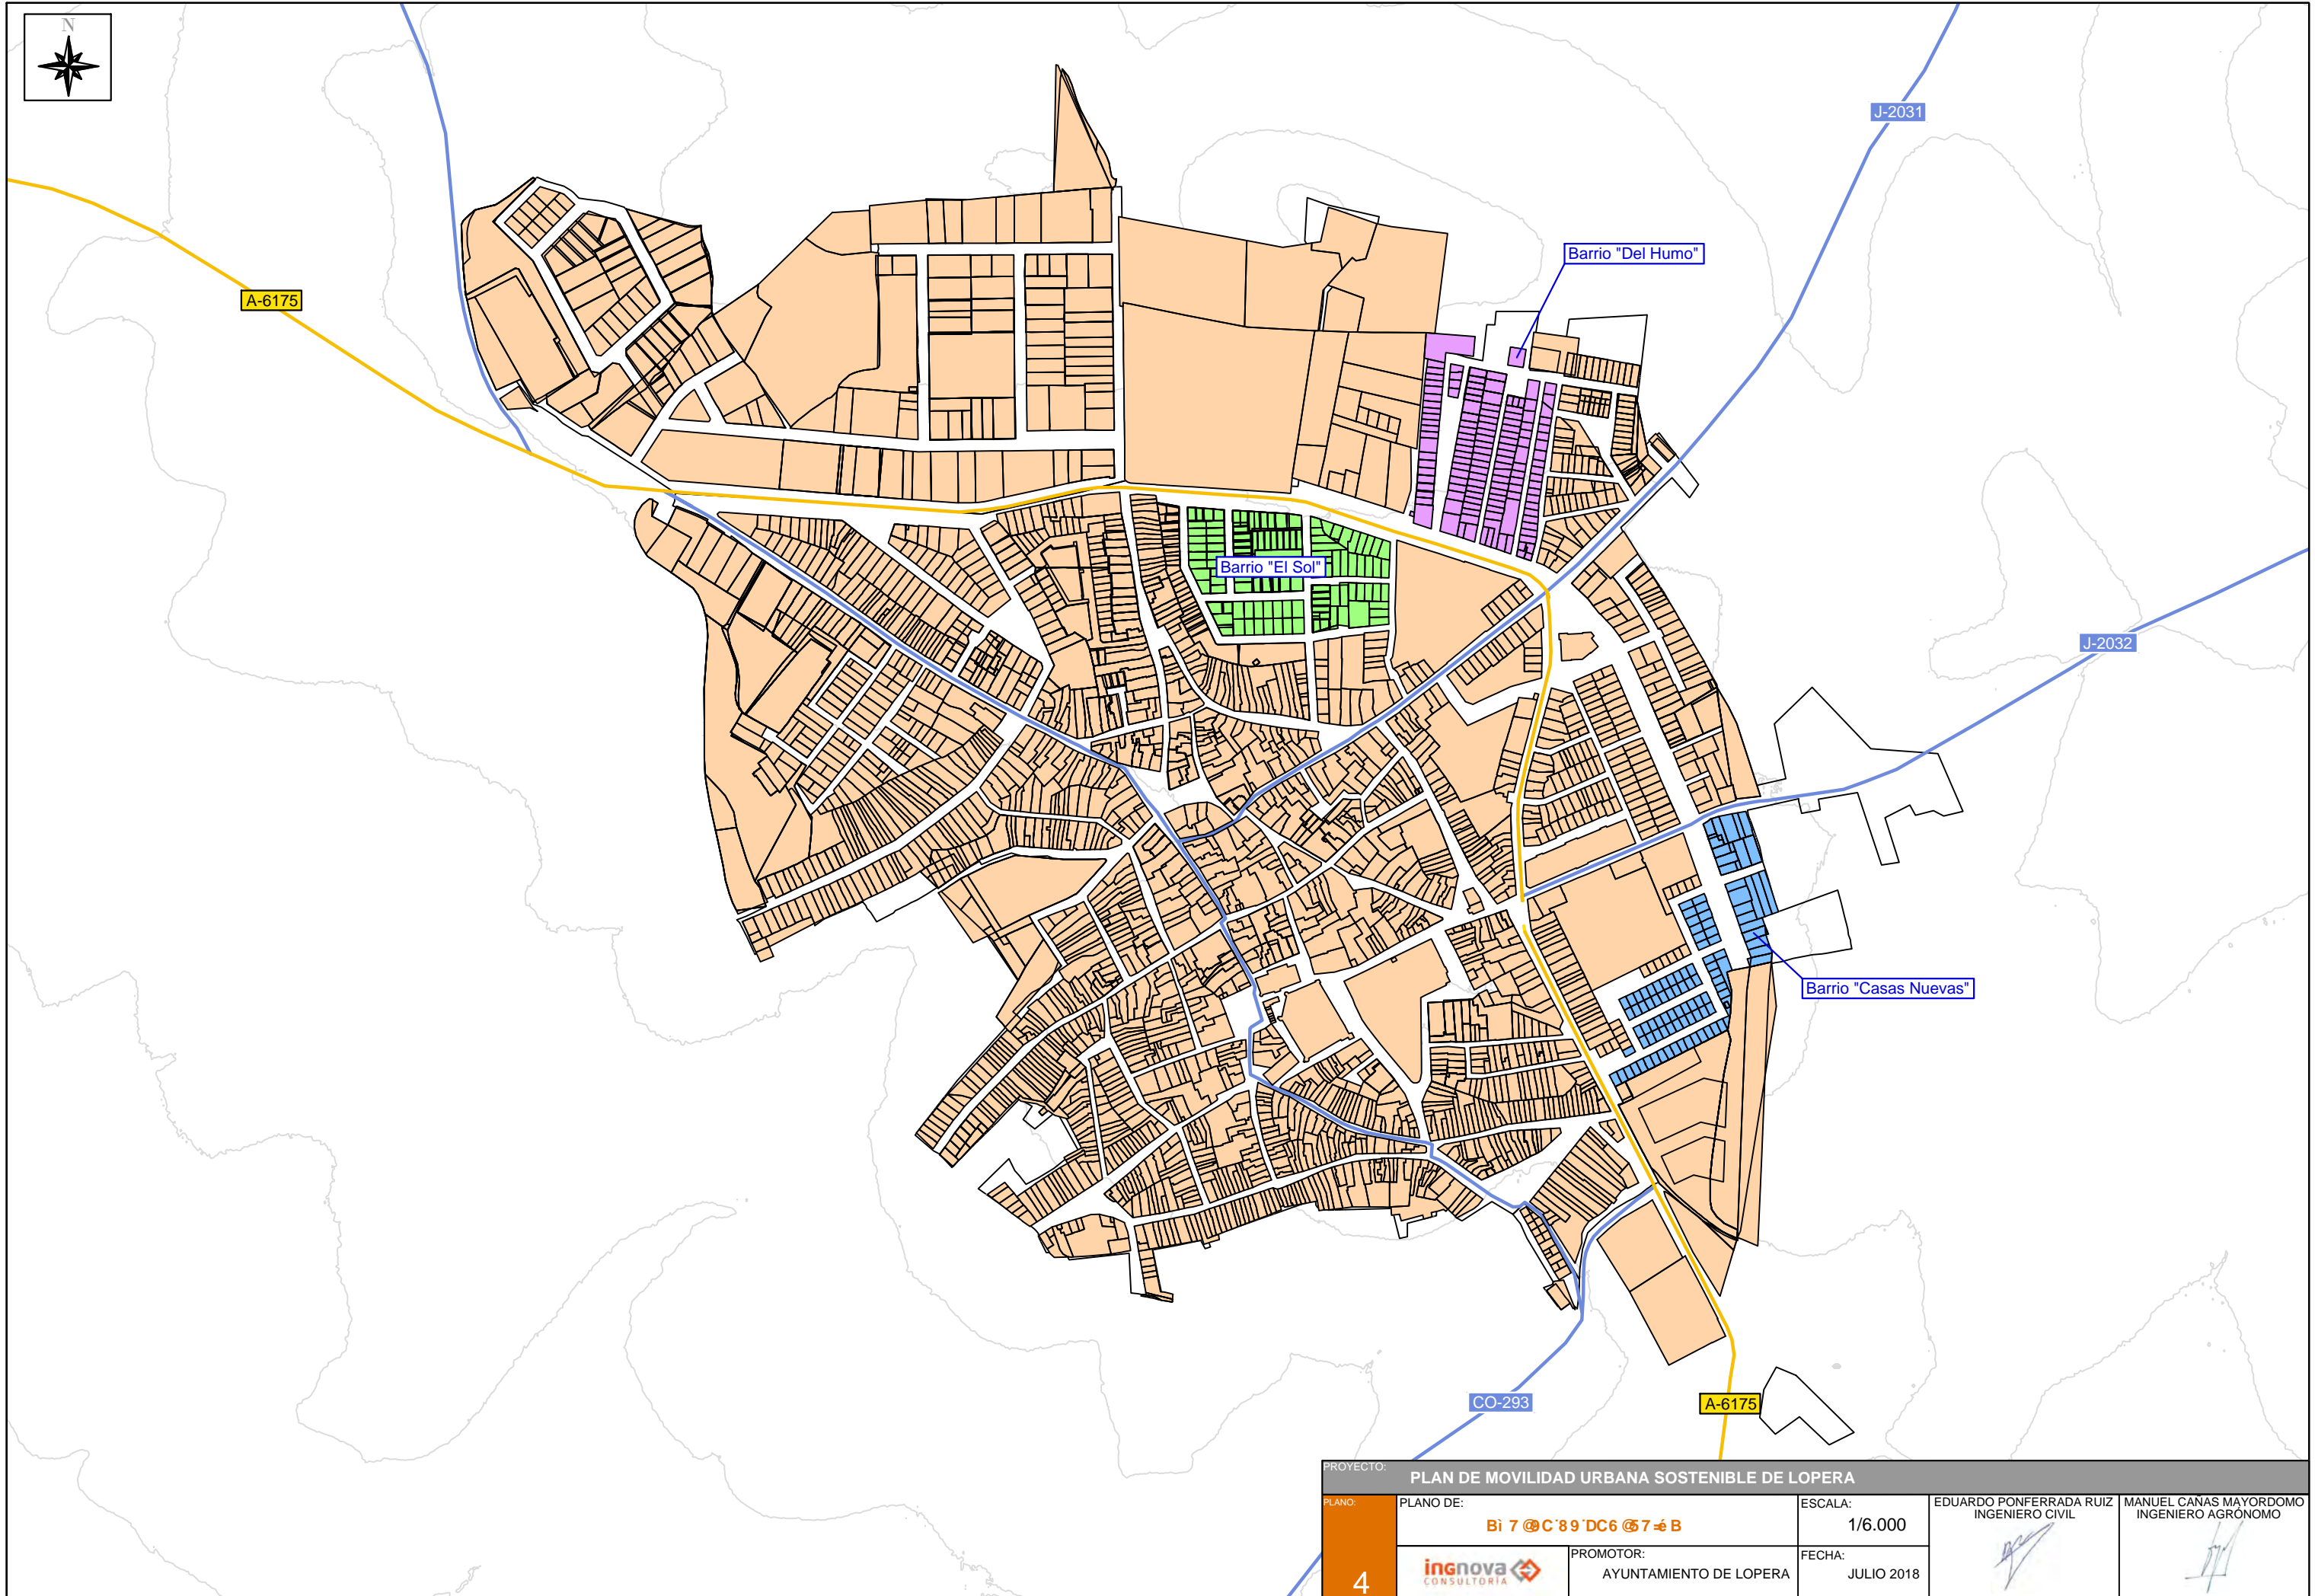 N
J-2031
Barrio "Del Humo"
A-6175
Barrio "El Sol"
J-2032
Barrio "Casas Nuevas"
CO-293
A-6175
PROYECTO:
PLAN DE MOVILIDAD URBANA SOSTENIBLE DE LOPERA
PLANO:
4
PLANO DE:
ESCALA:
1/6.000
EDUARDO PONFERRADA RUIZ
INGENIERO CIVIL
MANUEL CAÑAS MAYORDOMO
INGENIERO AGRÓNOMO
ingnova
CONSULTORÍA
PROMOTOR:
AYUNTAMIENTO DE LOPERA
FECHA:
JULIO 2018